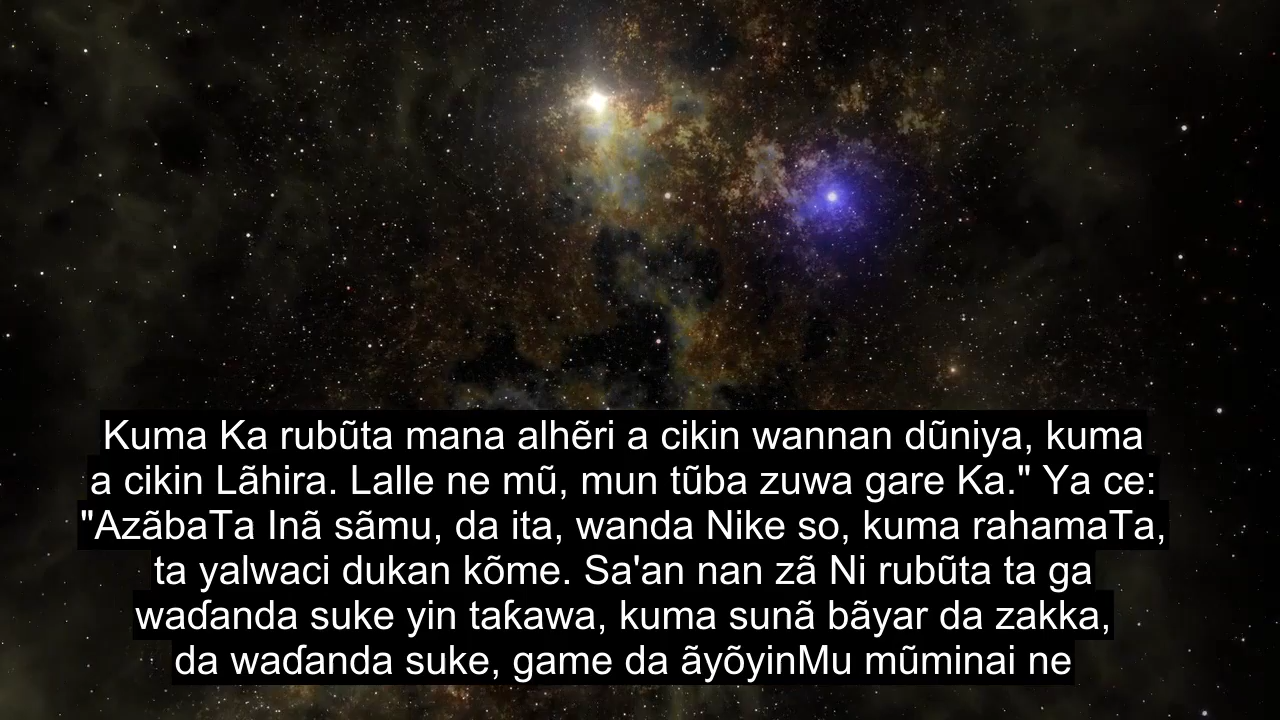 Kuma Ka rubũta mana alhẽri a cikin wannan dũniya, kuma
a cikin Lãhira. Lalle ne mũ, mun tũba zuwa gare Ka." Ya ce:
"AzãbaTa Inã sãmu, da ita, wanda Nike so, kuma rahamaTa,
ta yalwaci dukan kõme. Sa'an nan zã Ni rubũta ta ga
waɗanda suke yin taƙawa, kuma sunã bãyar da zakka,
da waɗanda suke, game da ãyõyinMu mũminai ne